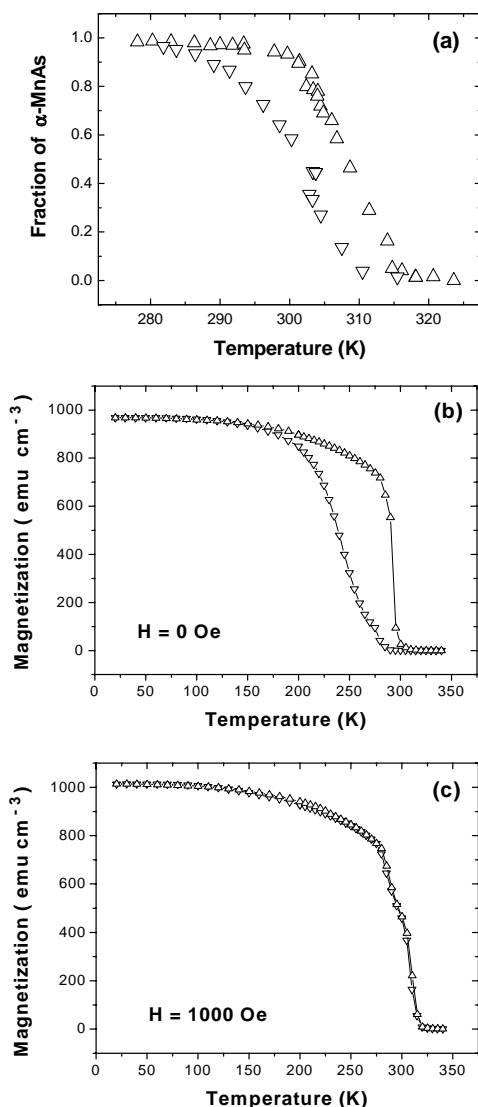 (a)
Fraction of α-MnAs
1.0
0.8
0.6
0.4
0.2
0.0
280 290 300 310 320
Temperature (K)
(b)
Magnetization ( emu cm⁻³ )
1000
800
600
400
200
0
H = 0 Oe
0 50 100 150 200 250 300 350
Temperature (K)
(c)
Magnetization ( emu cm⁻³ )
1000
800
600
400
200
0
H = 1000 Oe
0 50 100 150 200 250 300 350
Temperature (K)